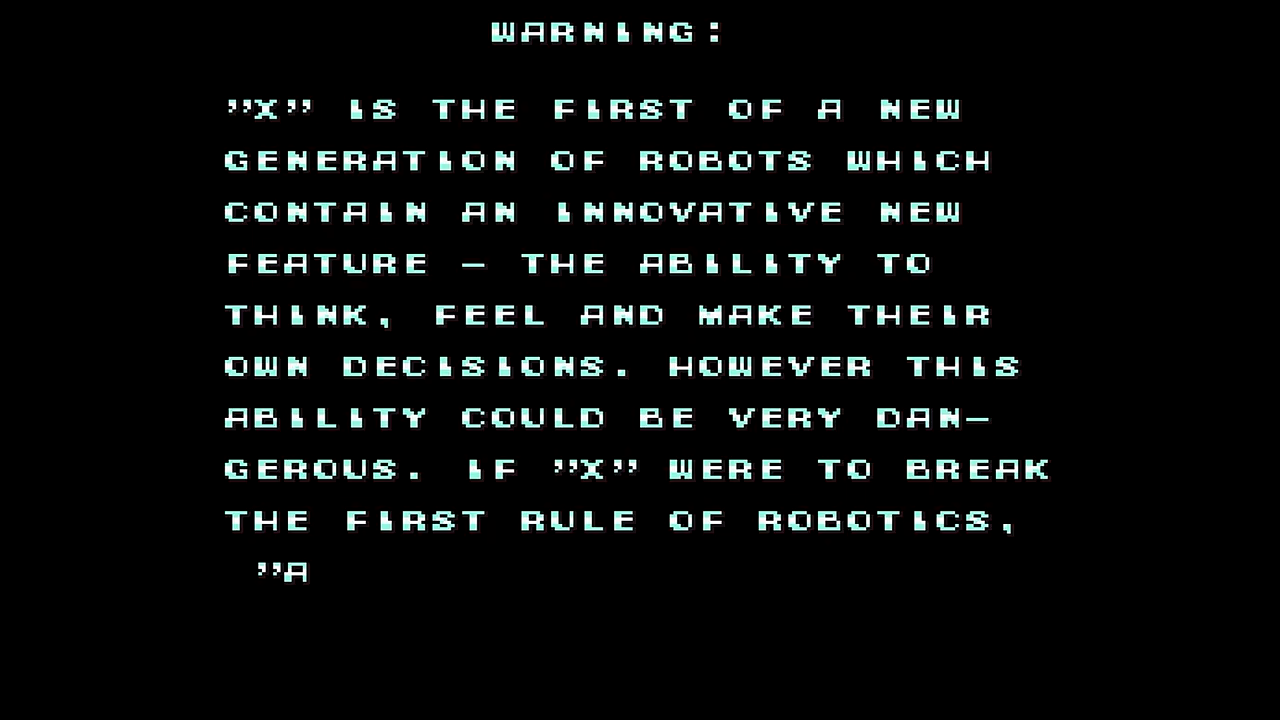 WARNING:
"X" IS THE FIRST OF A NEW
GENERATION OF ROBOTS WHICH
CONTAIN AN INNOVATIVE NEW
FEATURE – THE ABILITY TO
THINK, FEEL AND MAKE THEIR
OWN DECISIONS. HOWEVER THIS
ABILITY COULD BE VERY DAN–
GEROUS. IF "X" WERE TO BREAK
THE FIRST RULE OF ROBOTICS,
"A